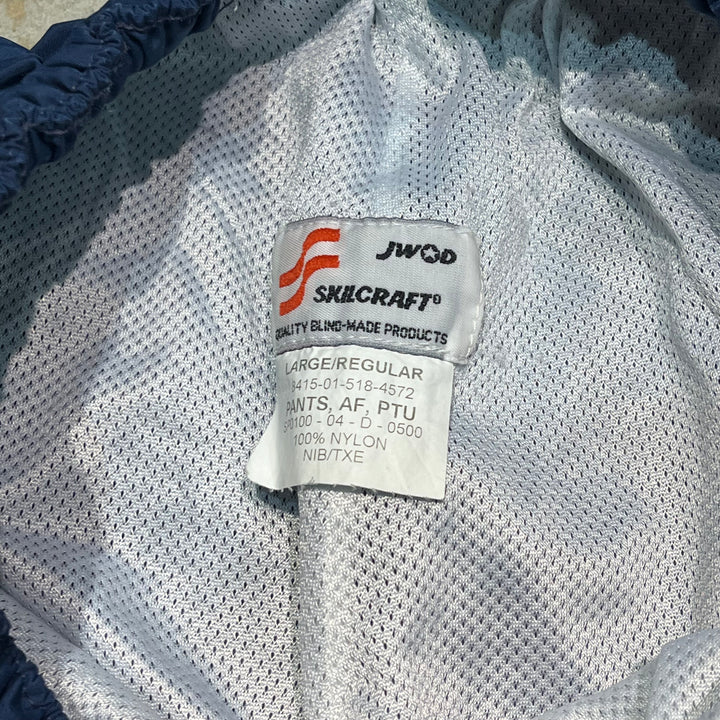 JWOD
SKILCRAFT®
QUALITY BLIND-MADE PRODUCTS
LARGE/REGULAR
8415-01-518-4572
PANTS, AF, PTU
SP0100 - 04 - D - 0500
100% NYLON
NIB/TXE